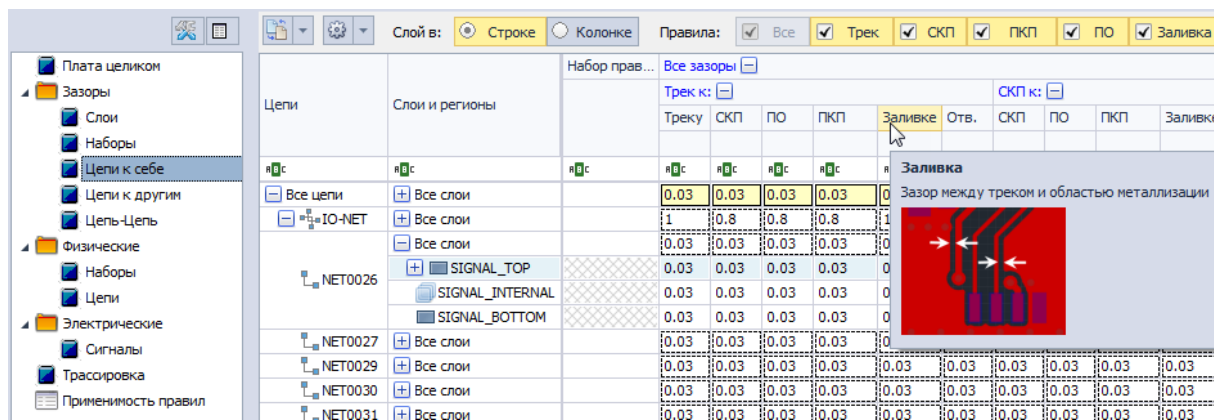 Слой в: Строке Колонке Правила: Все Трек СКП ПКП ПО Заливка
Плата целиком
Зазоры
Слои
Наборы
Цепи к себе
Цепи к другим
Цепь-Цепь
Физические
Наборы
Цепи
Электрические
Сигналы
Трассировка
Применимость правил
Цепи Слои и регионы Набор прав... Все зазоры
Трек к: СКП к:
Треку СКП ПО ПКП Заливке Отв. СКП ПО ПКП Заливке
Все цепи Все слои 0.03 0.03 0.03 0.03
IO-NET Все слои 1 0.8 0.8 0.8 1
NET0026 Все слои 0.03 0.03 0.03 0.03
SIGNAL_TOP 0.03 0.03 0.03 0.03
SIGNAL_INTERNAL 0.03 0.03 0.03 0.03
SIGNAL_BOTTOM 0.03 0.03 0.03 0.03
NET0027 Все слои 0.03 0.03 0.03 0.03
NET0029 Все слои 0.03 0.03 0.03 0.03 0.03 0.03 0.03 0.03 0.03 0.03
NET0030 Все слои 0.03 0.03 0.03 0.03 0.03 0.03 0.03 0.03 0.03 0.03
NET0031 Все слои 0.03 0.03 0.03 0.03 0.03 0.03 0.03 0.03 0.03 0.03
Заливка
Зазор между треком и областью металлизации